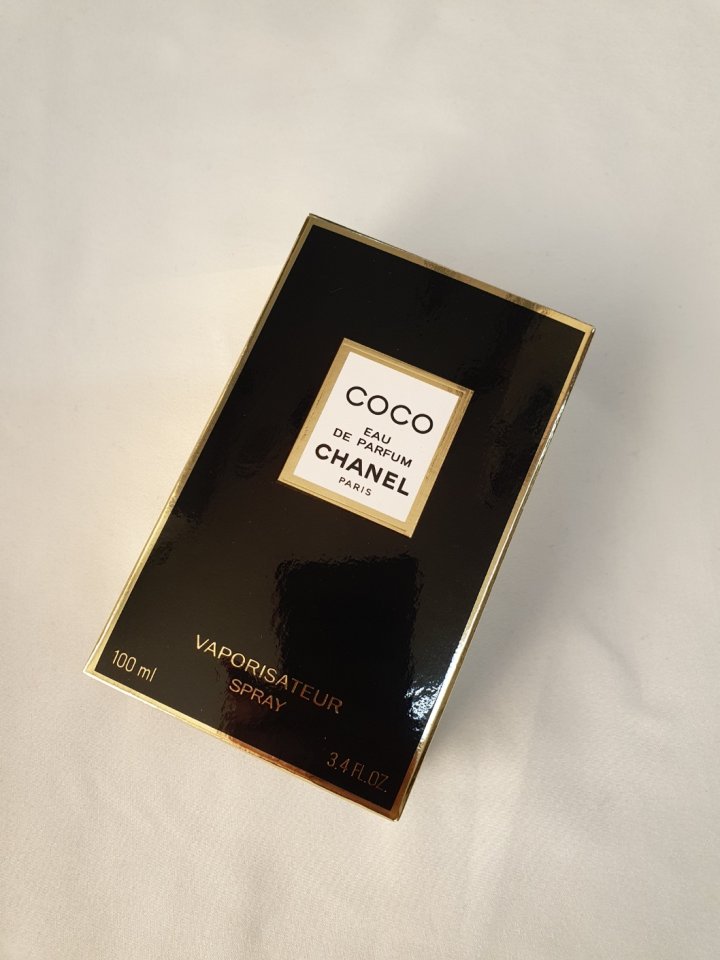 COCO
EAU
DE PARFUM
CHANEL
PARIS
VAPORISATEUR
SPRAY
100 ml
3.4 FL.OZ.